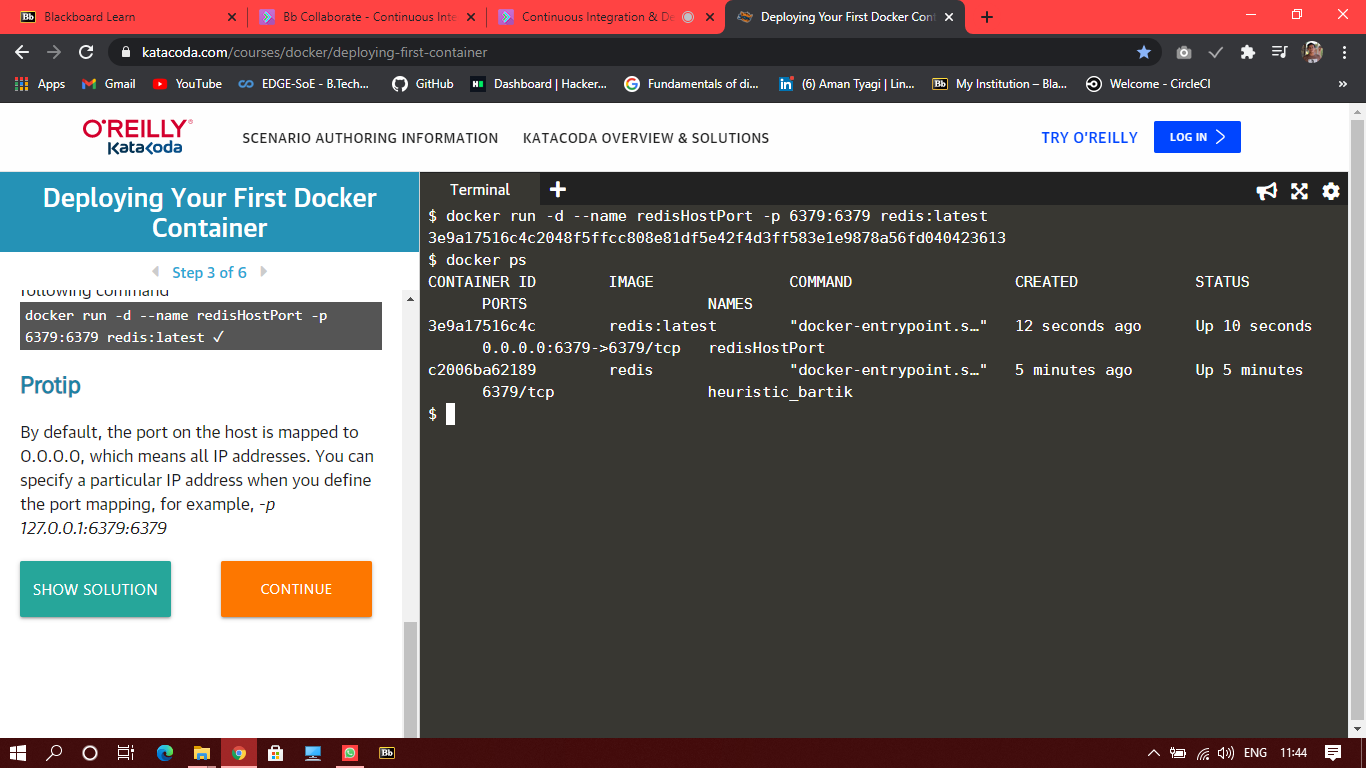 Blackboard Learn
Bb Collaborate - Continuous Inte
Continuous Integration & De
Deploying Your First Docker Cont
katacoda.com/courses/docker/deploying-first-container
Apps
Gmail
YouTube
EDGE-SoE - B.Tech...
GitHub
Dashboard | Hacker...
Fundamentals of di...
(6) Aman Tyagi | Lin...
My Institution – Bla...
Welcome - CircleCI
»
O'REILLY®
KataKoda
SCENARIO AUTHORING INFORMATION
KATACODA OVERVIEW & SOLUTIONS
TRY O'REILLY
LOG IN
Deploying Your First Docker
Container
Step 3 of 6
following command
docker run -d --name redisHostPort -p
6379:6379 redis:latest ✓
Protip
By default, the port on the host is mapped to
0.0.0.0, which means all IP addresses. You can
specify a particular IP address when you define
the port mapping, for example, -p
127.0.0.1:6379:6379
SHOW SOLUTION
CONTINUE
Terminal
$ docker run -d --name redisHostPort -p 6379:6379 redis:latest
3e9a17516c4c2048f5ffcc808e81df5e42f4d3ff583e1e9878a56fd040423613
$ docker ps
CONTAINER ID        IMAGE               COMMAND                  CREATED             STATUS
PORTS                    NAMES
3e9a17516c4c        redis:latest        "docker-entrypoint.s…"   12 seconds ago      Up 10 seconds
0.0.0.0:6379->6379/tcp   redisHostPort
c2006ba62189        redis               "docker-entrypoint.s…"   5 minutes ago       Up 5 minutes
6379/tcp                 heuristic_bartik
$
Bb
ENG
11:44